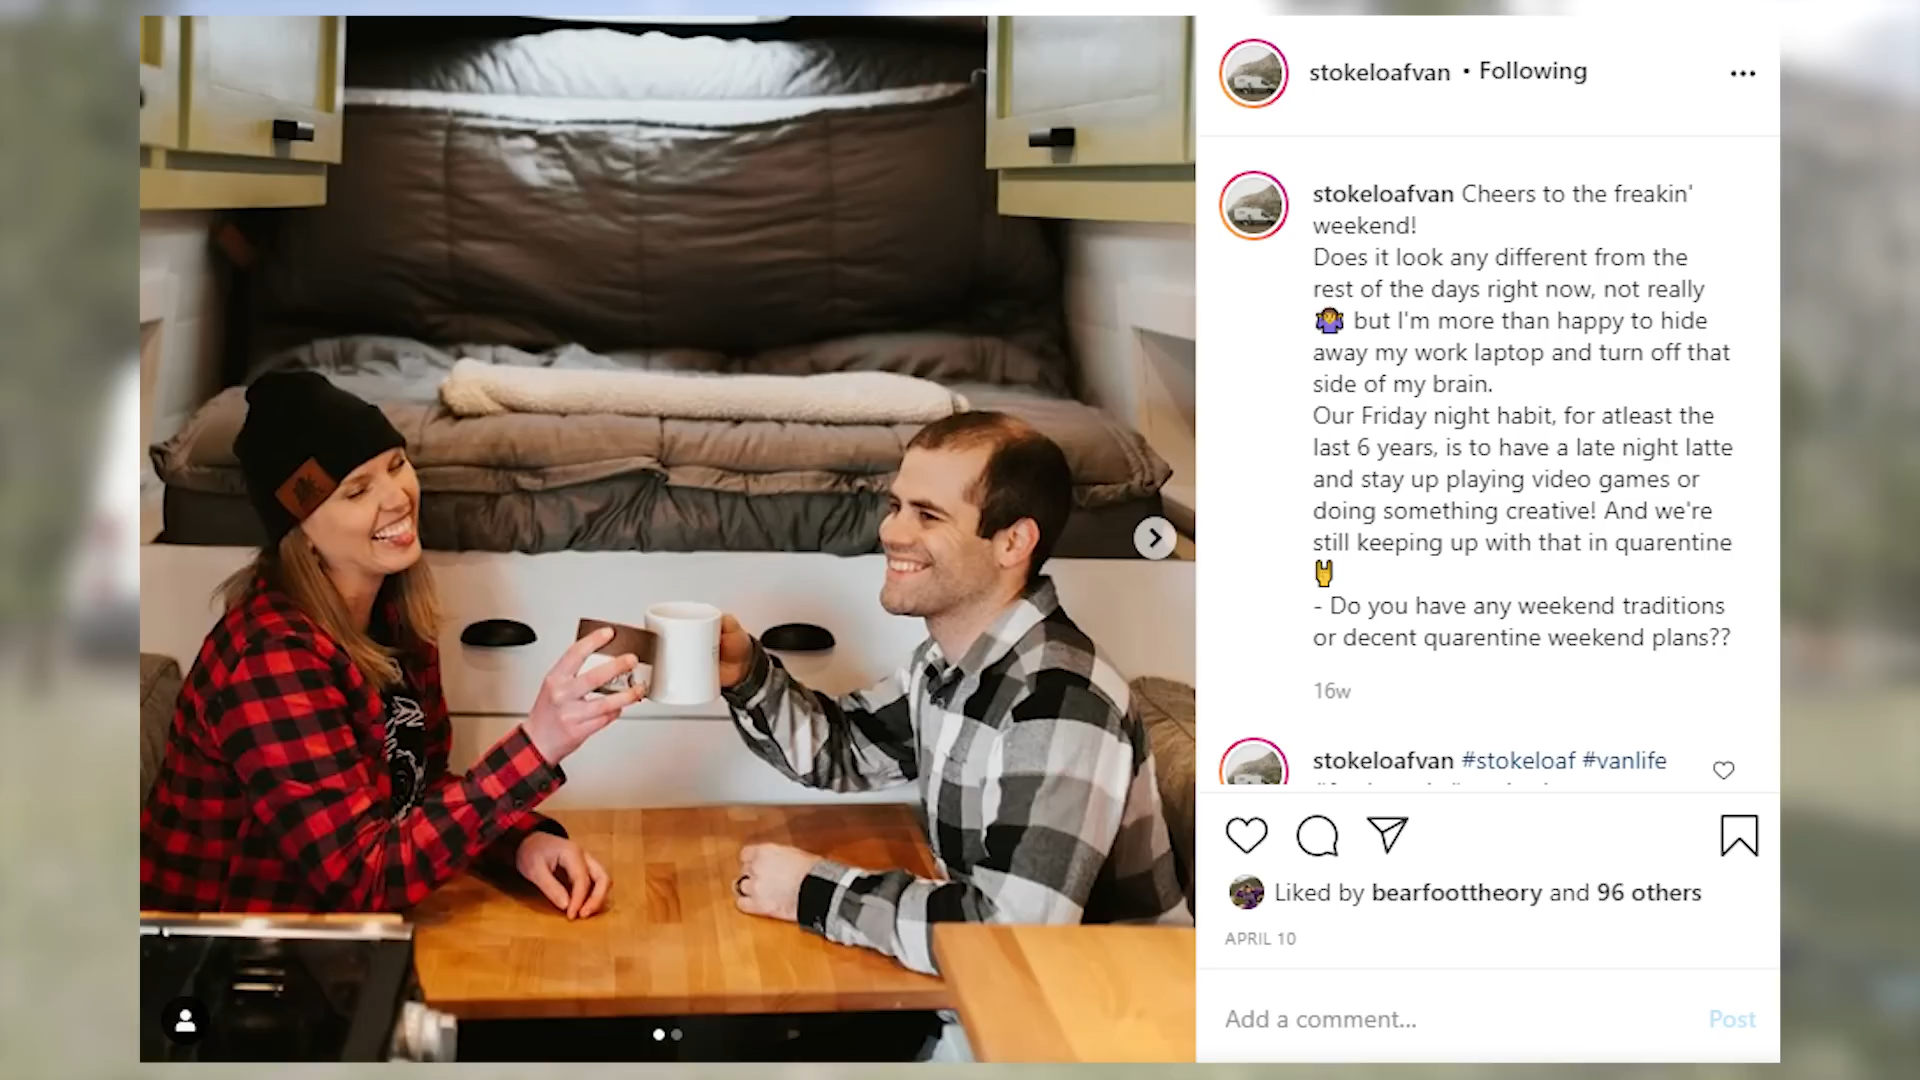 stokeloafvan • Following
stokeloafvan Cheers to the freakin'
weekend!
Does it look any different from the
rest of the days right now, not really
🤷‍♀️ but I'm more than happy to hide
away my work laptop and turn off that
side of my brain.
Our Friday night habit, for atleast the
last 6 years, is to have a late night latte
and stay up playing video games or
doing something creative! And we're
still keeping up with that in quarentine
🤘
- Do you have any weekend traditions
or decent quarentine weekend plans??
16w
stokeloafvan #stokeloaf #vanlife
Liked by bearfoottheory and 96 others
APRIL 10
Add a comment...
Post